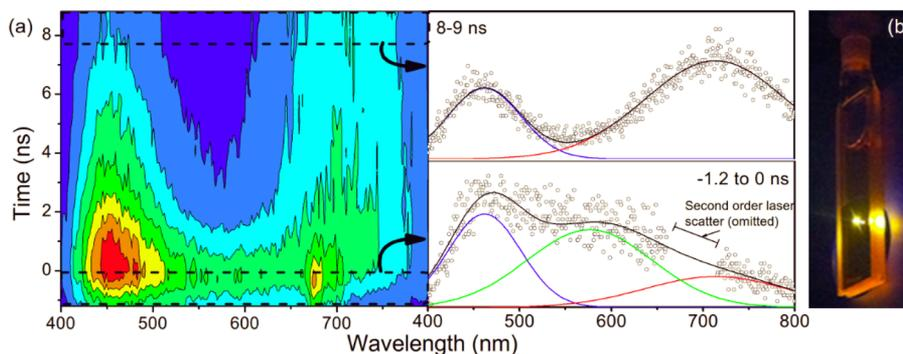 (a)
8
6
4
2
0
Time (ns)
400
500
600
700
8-9 ns
-1.2 to 0 ns
Second order laser
scatter (omitted)
400
500
600
700
800
Wavelength (nm)
(b)